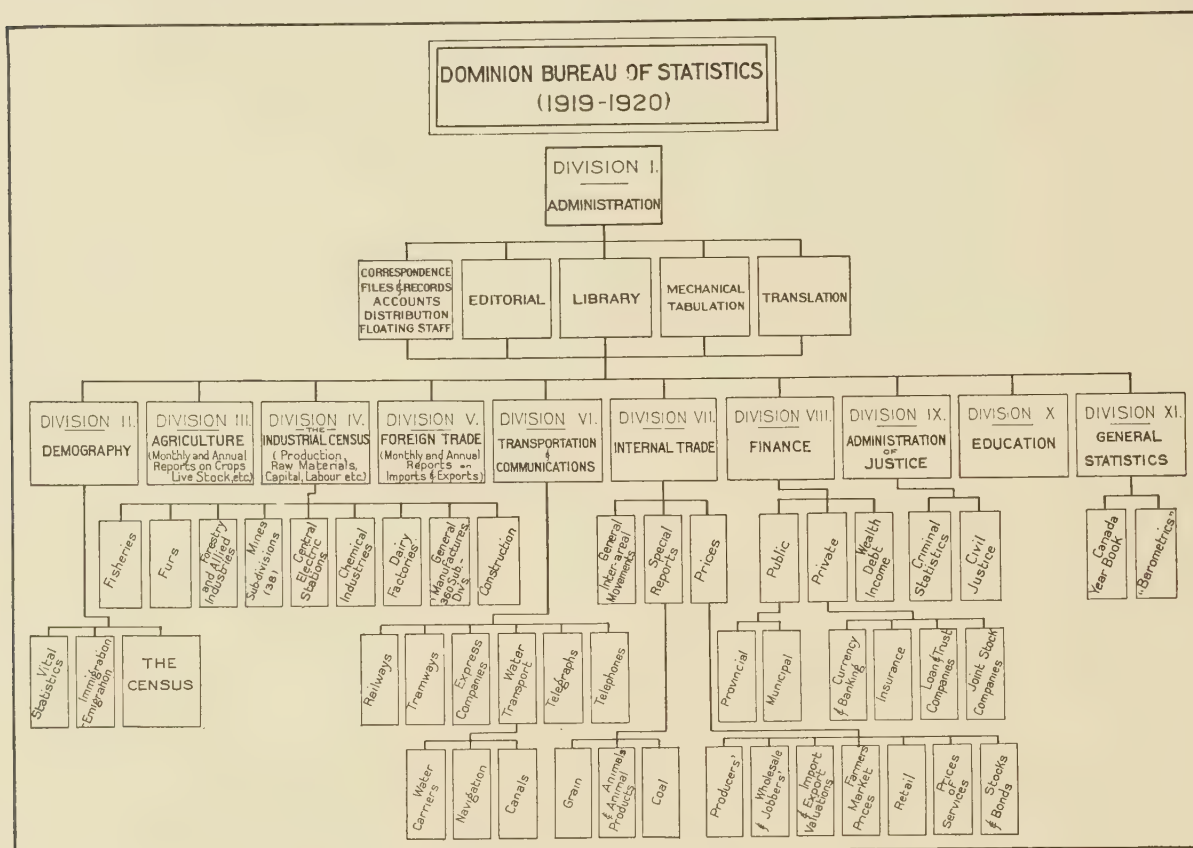 DOMINION BUREAU OF STATISTICS
(1919-1920)
DIVISION I.
ADMINISTRATION
CORRESPONDENCE
FILES & RECORDS
ACCOUNTS
DISTRIBUTION
FLOATING STAFF
EDITORIAL
LIBRARY
MECHANICAL
TABULATION
TRANSLATION
DIVISION II.
DEMOGRAPHY
DIVISION III.
AGRICULTURE
(Monthly and Annual
Reports on Crops
Live Stock, etc)
DIVISION IV.
THE
INDUSTRIAL CENSUS
(Production,
Raw Materials,
Capital, Labour etc)
DIVISION V.
FOREIGN TRADE
(Monthly and Annual
Reports on
Imports & Exports)
DIVISION VI.
TRANSPORTATION
&
COMMUNICATIONS
DIVISION VII.
INTERNAL TRADE
DIVISION VIII.
FINANCE
DIVISION IX.
ADMINISTRATION
OF
JUSTICE
DIVISION X
EDUCATION
DIVISION XI.
GENERAL
STATISTICS
Fisheries
Furs
Forestry
and Allied
Industries
Mines
Subdivisions
(38)
Central
Electric
Stations.
Chemical
Industries
Dairy
Factories
General
Manufactures.
360 Sub.
Divs.
Construction
General
Inter-areal
Movements
Special
Reports
Prices
Public
Private
Wealth
Debt
Income
Criminal
Statistics
Civil
Justice
Canada
Year Book
"Barometrics"
Vital
Statistics
Immigration
Emigration
THE
CENSUS
Railways
Tramways
Express
Companies
Water
Transport
Telegraphs
Telephones
Provincial
Municipal
Currency
& Banking
Insurance
Loan & Trust
Companies
Joint Stock
Companies
Water
Carriers
Navigation
Canals
Grain
Animals
& Animal
Products
Coal
Producers'
Wholesale
& Jobbers'
Import
& Export
Valuations
Farmers
Market
Prices
Retail
Prices
of
Services
Stocks
& Bonds